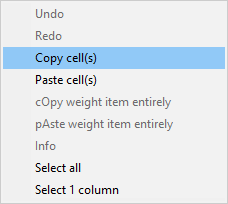 Undo
Redo
Copy cell(s)
Paste cell(s)
cOpy weight item entirely
pAste weight item entirely
Info
Select all
Select 1 column